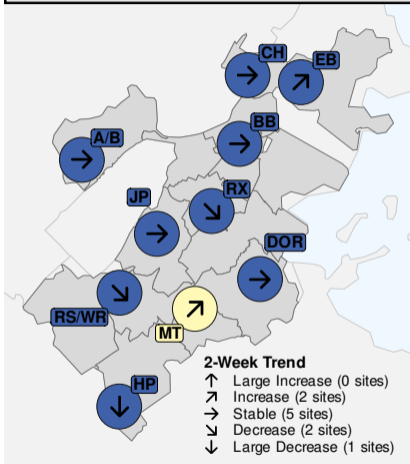 CH
EB
BB
A/B
RX
JP
DOR
RS/WR
MT
HP
2-Week Trend
↑ Large Increase (0 sites)
↗ Increase (2 sites)
→ Stable (5 sites)
↘ Decrease (2 sites)
↓ Large Decrease (1 sites)